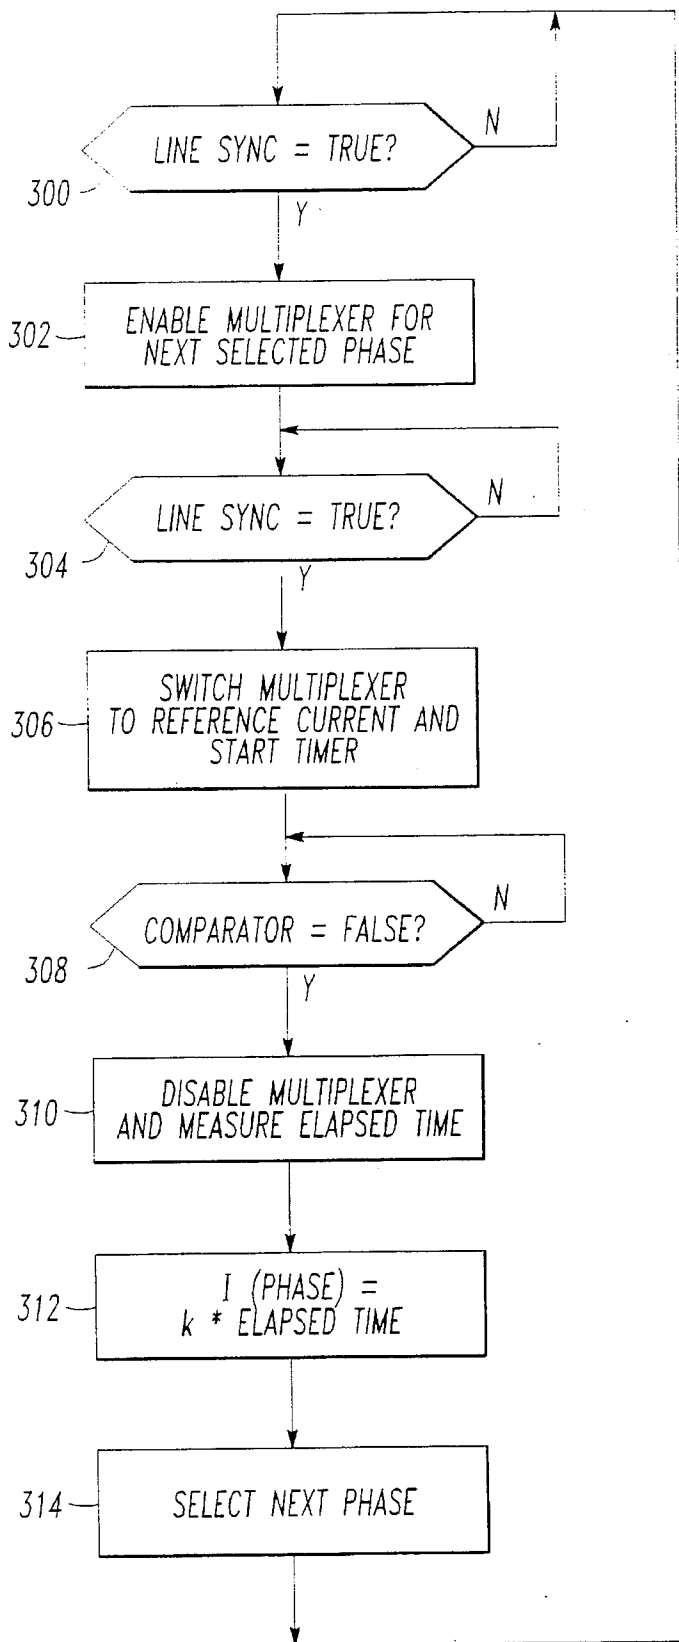 LINE SYNC = TRUE?
N
300
Y
302
ENABLE MULTIPLEXER FOR
NEXT SELECTED PHASE
LINE SYNC = TRUE?
N
304
Y
306
SWITCH MULTIPLEXER
TO REFERENCE CURRENT AND
START TIMER
COMPARATOR = FALSE?
N
308
Y
310
DISABLE MULTIPLEXER
AND MEASURE ELAPSED TIME
312
I (PHASE) =
k * ELAPSED TIME
314
SELECT NEXT PHASE